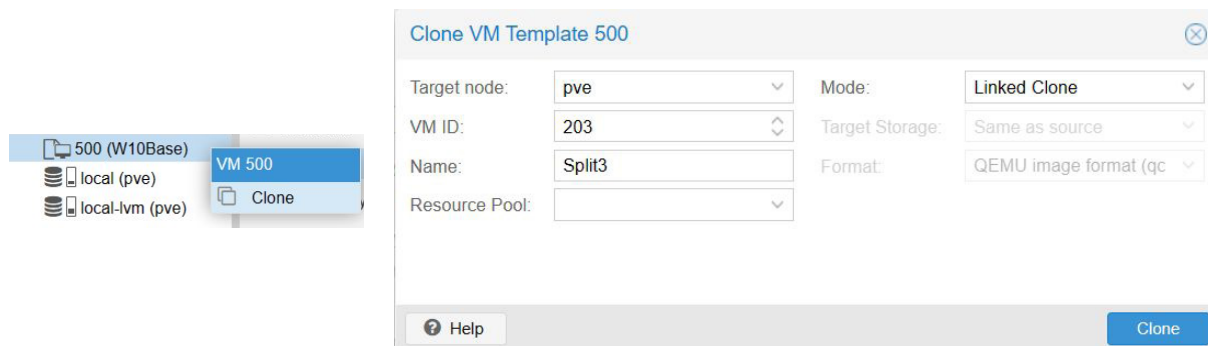 500 (W10Base)
local (pve)
local-lvm (pve)
VM 500
Clone
Clone VM Template 500
Target node: pve Mode: Linked Clone
VM ID: 203 Target Storage: Same as source
Name: Split3 Format: QEMU image format (qc
Resource Pool:
Help Clone